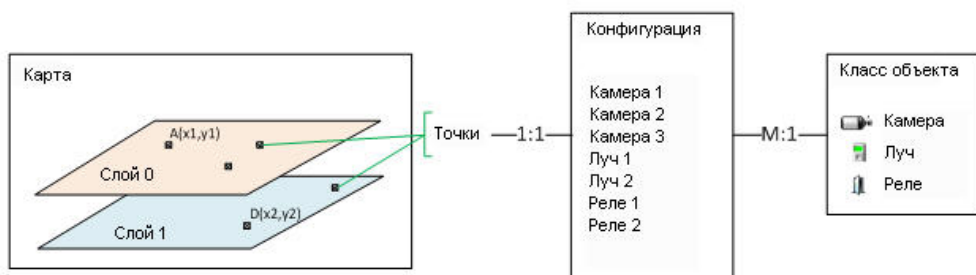 Карта
A(x1,y1)
Слой 0
D(x2,y2)
Слой 1
Точки
1:1
Конфигурация
Камера 1
Камера 2
Камера 3
Луч 1
Луч 2
Реле 1
Реле 2
M:1
Класс объекта
Камера
Луч
Реле